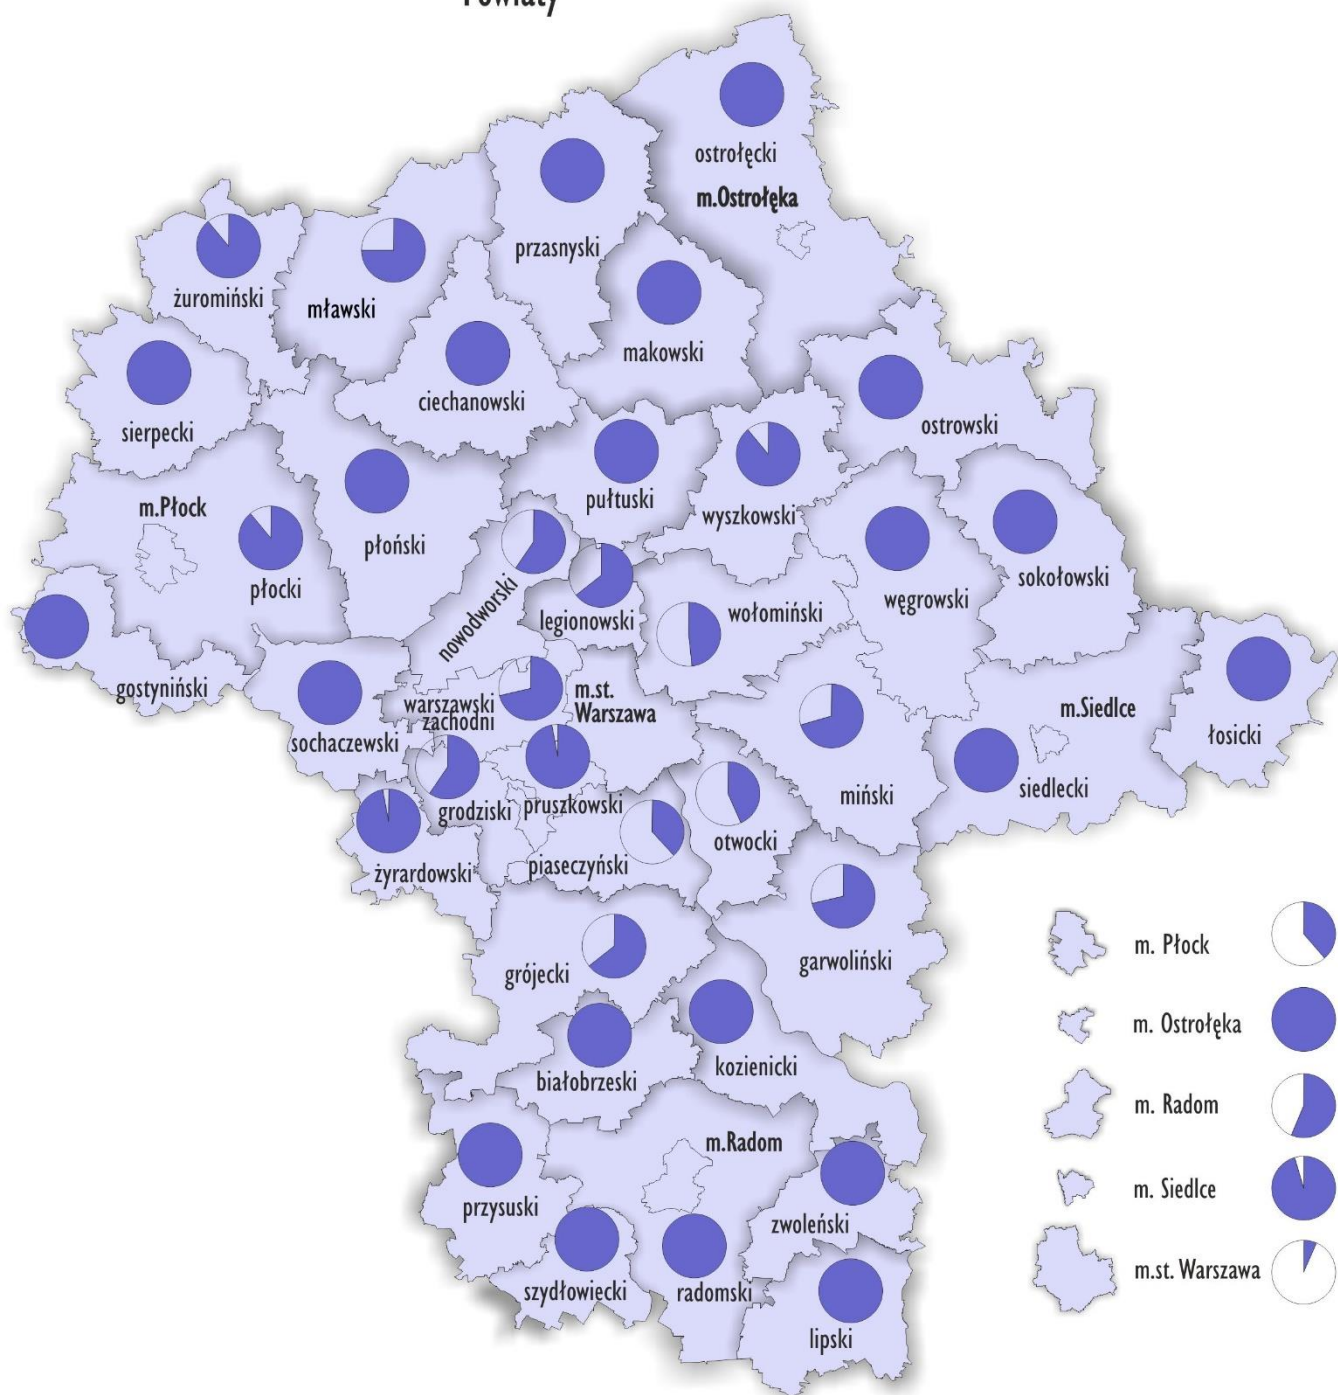 Powiaty
ostrołęcki
m.Ostrołęka
przasnyski
żuromiński
mławski
makowski
ciechanowski
sierpecki
ostrowski
pułtuski
wyszkowski
m.Płock
płoński
płocki
sokołowski
węgrowski
nowodworski
legionowski
wołomiński
gostyniński
warszawski
zachodni
m.st.
Warszawa
m.Siedlce
łosicki
sochaczewski
siedlecki
miński
grodziski
pruszkowski
otwocki
żyrardowski
piaseczyński
grójecki
garwoliński
białobrzeski
kozienicki
m.Radom
przysuski
zwoleński
szydłowiecki
radomski
lipski
m. Płock
m. Ostrołęka
m. Radom
m. Siedlce
m.st. Warszawa